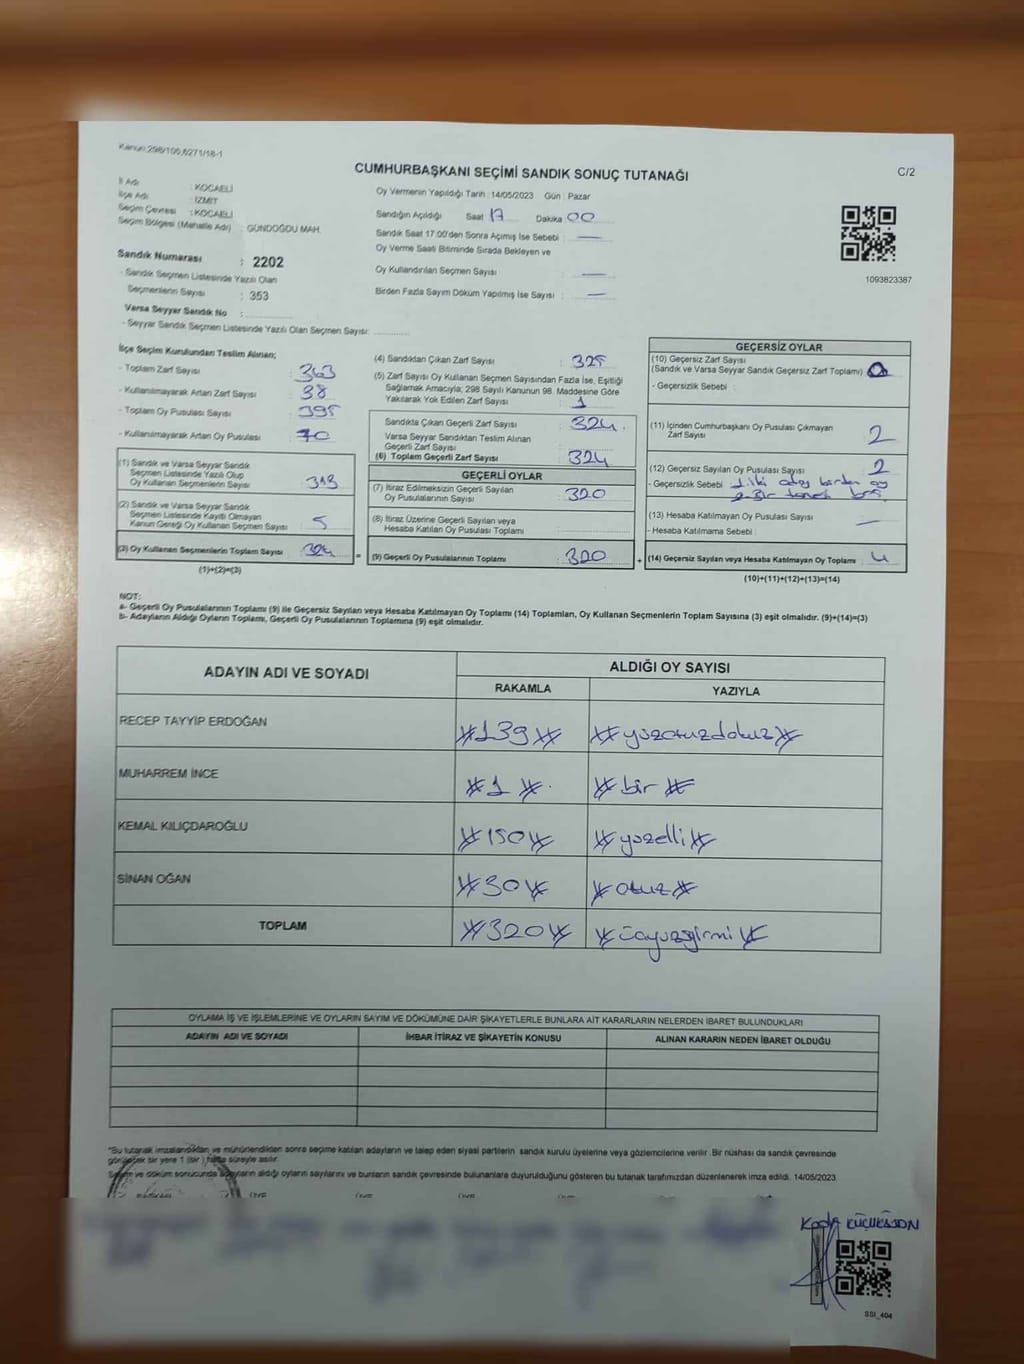 Kanun:298/100,6271/18-1
CUMHURBAŞKANI SEÇİMİ SANDIK SONUÇ TUTANAĞI
C/2
İl Adı : KOCAELİ
İlçe Adı : İZMİT
Seçim Çevresi : KOCAELİ
Seçim Bölgesi (Mahalle Adı) : GÜNDOĞDU MAH.
Sandık Numarası : 2202
- Sandık Seçmen Listesinde Yazılı Olan
Seçmenlerin Sayısı : 353
Varsa Seyyar Sandık No :
- Seyyar Sandık Seçmen Listesinde Yazılı Olan Seçmen Sayısı:
Oy Vermenin Yapıldığı Tarih : 14/05/2023 Gün : Pazar
Sandığın Açıldığı Saat 17 Dakika 00
Sandık Saat 17.00'den Sonra Açılmış İse Sebebi : —
Oy Verme Saati Bitiminde Sırada Bekleyen ve
Oy Kullandırılan Seçmen Sayısı : —
Birden Fazla Sayım Döküm Yapılmış İse Sayısı : —
1093823387
İlçe Seçim Kurulundan Teslim Alınan;
- Toplam Zarf Sayısı : 363
- Kullanılmayarak Artan Zarf Sayısı : 38
- Toplam Oy Pusulası Sayısı : 395
- Kullanılmayarak Artan Oy Pusulası : 70
(1) Sandık ve Varsa Seyyar Sandık
Seçmen Listesinde Yazılı Olup
Oy Kullanan Seçmenlerin Sayısı :
(2) Sandık ve Varsa Seyyar Sandık
Seçmen Listesinde Kayıtlı Olmayan
Kanun Gereği Oy Kullanan Seçmen Sayısı : 5
(3) Oy Kullanan Seçmenlerin Toplam Sayısı : 324
(1)+(2)=(3)
(4) Sandıktan Çıkan Zarf Sayısı : 325
(5) Zarf Sayısı Oy Kullanan Seçmen Sayısından Fazla İse, Eşitliği
Sağlamak Amacıyla; 298 Sayılı Kanunun 98. Maddesine Göre
Yakılarak Yok Edilen Zarf Sayısı : 1
Sandıkta Çıkan Geçerli Zarf Sayısı : 324.
Varsa Seyyar Sandıktan Teslim Alınan
Geçerli Zarf Sayısı :
(6) Toplam Geçerli Zarf Sayısı : 324
GEÇERLİ OYLAR
(7) İtiraz Edilmeksizin Geçerli Sayılan
Oy Pusulalarının Sayısı : 320
(8) İtiraz Üzerine Geçerli Sayılan veya
Hesaba Katılan Oy Pusulası Toplamı :
= (9) Geçerli Oy Pusulalarının Toplamı : 320
GEÇERSİZ OYLAR
(10) Geçersiz Zarf Sayısı
(Sandık ve Varsa Seyyar Sandık Geçersiz Zarf Toplamı) : 0
- Geçersizlik Sebebi :
(11) İçinden Cumhurbaşkanı Oy Pusulası Çıkmayan
Zarf Sayısı : 2
(12) Geçersiz Sayılan Oy Pusulası Sayısı : 2
- Geçersizlik Sebebi : 1. iki aday birden oy
2. Bir tanesi boş.
(13) Hesaba Katılmayan Oy Pusulası Sayısı : —
- Hesaba Katılmama Sebebi :
+ (14) Geçersiz Sayılan veya Hesaba Katılmayan Oy Toplamı : 4
(10)+(11)+(12)+(13)=(14)
NOT:
a- Geçerli Oy Pusulalarının Toplamı (9) ile Geçersiz Sayılan veya Hesaba Katılmayan Oy Toplamı (14) Toplamları, Oy Kullanan Seçmenlerin Toplam Sayısına (3) eşit olmalıdır. (9)+(14)=(3)
b- Adayların Aldığı Oyların Toplamı, Geçerli Oy Pusulalarının Toplamına (9) eşit olmalıdır.
ADAYIN ADI VE SOYADI
ALDIĞI OY SAYISI
RAKAMLA YAZIYLA
RECEP TAYYİP ERDOĞAN #139# #yüzotuzdokuz#
MUHARREM İNCE #1#. #bir#
KEMAL KILIÇDAROĞLU #150# #yüzelli#
SİNAN OĞAN #30# #otuz#
TOPLAM #320# #üçyüzyirmi#
OYLAMA İŞ VE İŞLEMLERİNE VE OYLARIN SAYIM VE DÖKÜMÜNE DAİR ŞİKAYETLERLE BUNLARA AİT KARARLARIN NELERDEN İBARET BULUNDUKLARI
ADAYIN ADI VE SOYADI İHBAR İTİRAZ VE ŞİKAYETİN KONUSU ALINAN KARARIN NEDEN İBARET OLDUĞU
*Bu tutanak imzalandıktan ve mühürlendikten sonra seçime katılan adayların ve talep eden siyasi partilerin sandık kurulu üyelerine veya gözlemcilerine verilir. Bir nüshası da sandık çevresinde
görülecek bir yere 1 (bir) hafta süreyle asılır.
Sayım ve döküm sonucunda adayların aldığı oyların sayılarını ve bunların sandık çevresinde bulunanlara duyurulduğunu gösteren bu tutanak tarafımızdan düzenlenerek imza edildi. 14/05/2023
SSİ_404